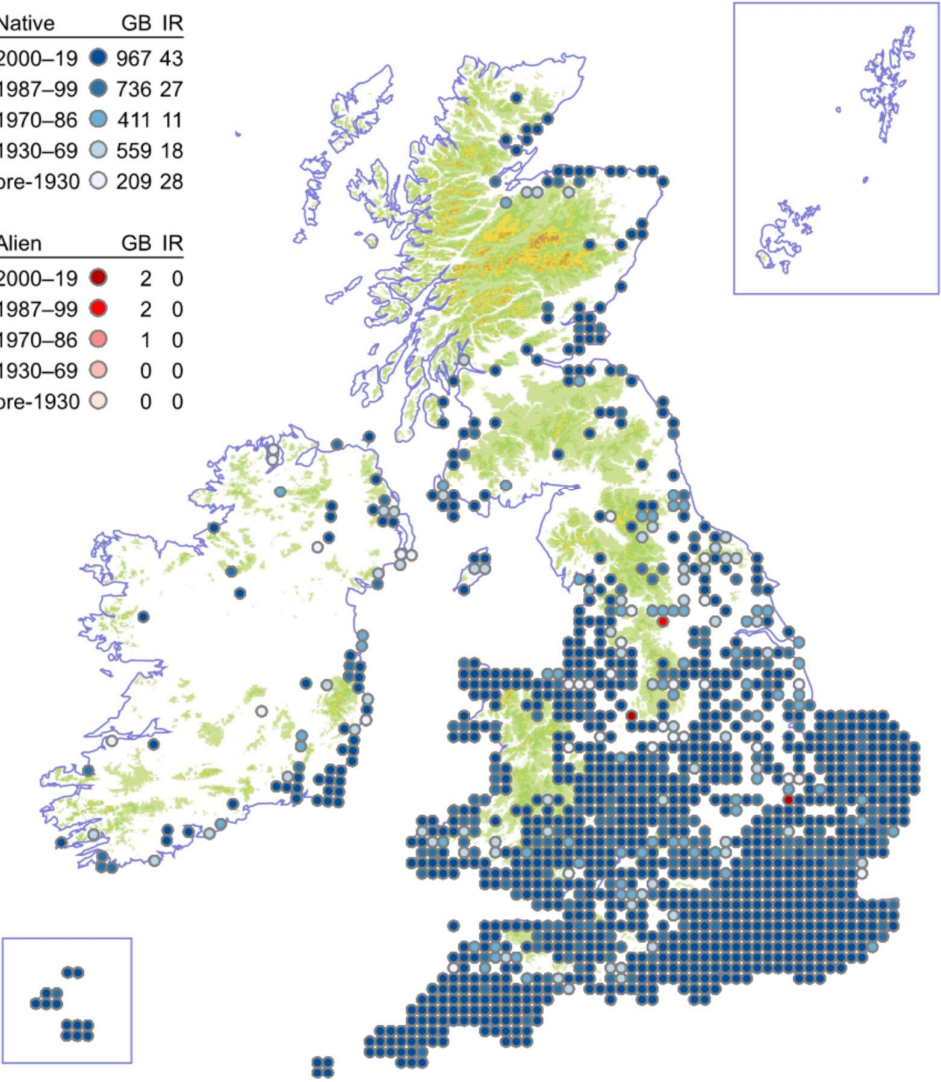 Native GB IR
2000–19 967 43
1987–99 736 27
1970–86 411 11
1930–69 559 18
pre-1930 209 28
Alien GB IR
2000–19 2 0
1987–99 2 0
1970–86 1 0
1930–69 0 0
pre-1930 0 0